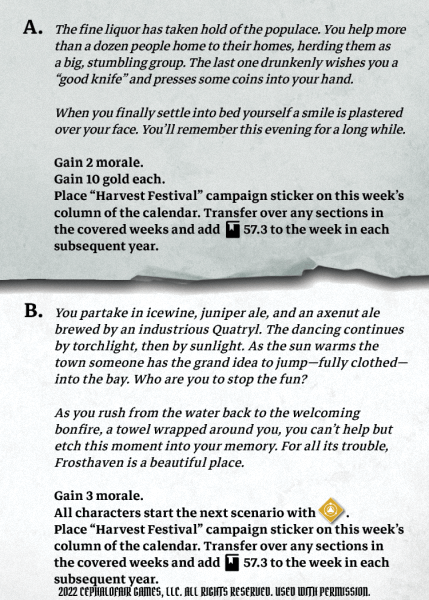 A. The fine liquor has taken hold of the populace. You help more
than a dozen people home to their homes, herding them as
a big, stumbling group. The last one drunkenly wishes you a
“good knife” and presses some coins into your hand.
When you finally settle into bed yourself a smile is plastered
over your face. You’ll remember this evening for a long while.
Gain 2 morale.
Gain 10 gold each.
Place “Harvest Festival” campaign sticker on this week’s
column of the calendar. Transfer over any sections in
the covered weeks and add 57.3 to the week in each
subsequent year.
B. You partake in icewine, juniper ale, and an axenut ale
brewed by an industrious Quatryl. The dancing continues
by torchlight, then by sunlight. As the sun warms the
town someone has the grand idea to jump—fully clothed—
into the bay. Who are you to stop the fun?
As you rush from the water back to the welcoming
bonfire, a towel wrapped around you, you can’t help but
etch this moment into your memory. For all its trouble,
Frosthaven is a beautiful place.
Gain 3 morale.
All characters start the next scenario with .
Place “Harvest Festival” campaign sticker on this week’s
column of the calendar. Transfer over any sections in
the covered weeks and add 57.3 to the week in each
subsequent year.
2022 CEPHALOFAIR GAMES, LLC. ALL RIGHTS RESERVED. USED WITH PERMISSION.